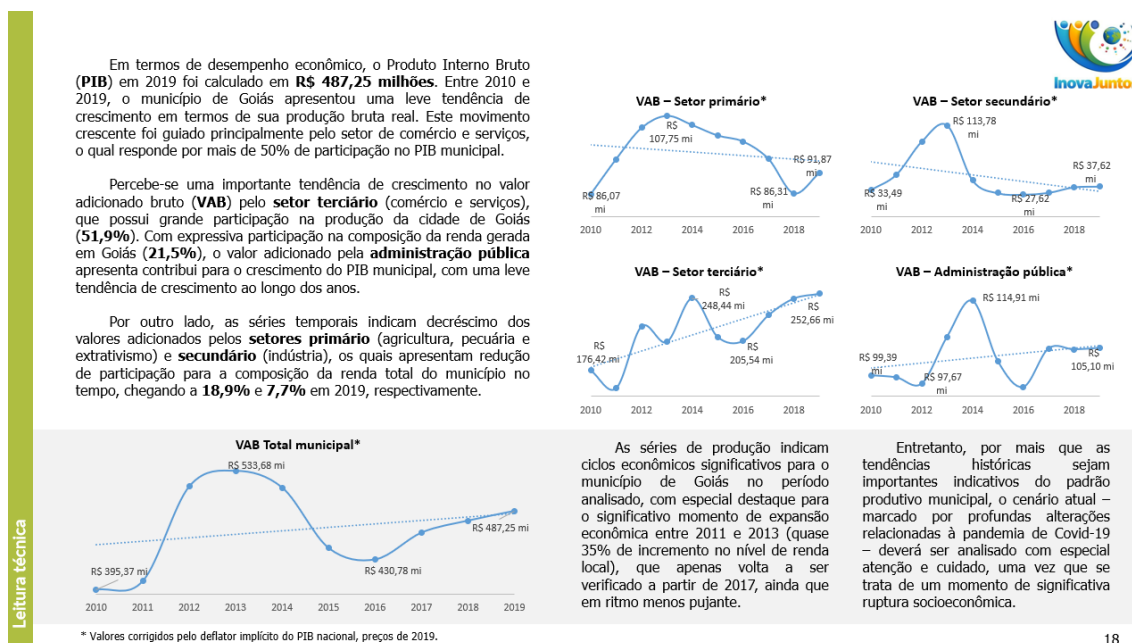 InovaJunto
Em termos de desempenho econômico, o Produto Interno Bruto
(PIB) em 2019 foi calculado em R$ 487,25 milhões. Entre 2010 e
2019, o município de Goiás apresentou uma leve tendência de
crescimento em termos de sua produção bruta real. Este movimento
crescente foi guiado principalmente pelo setor de comércio e serviços,
o qual responde por mais de 50% de participação no PIB municipal.
Percebe-se uma importante tendência de crescimento no valor
adicionado bruto (VAB) pelo setor terciário (comércio e serviços),
que possui grande participação na produção da cidade de Goiás
(51,9%). Com expressiva participação na composição da renda gerada
em Goiás (21,5%), o valor adicionado pela administração pública
apresenta contribui para o crescimento do PIB municipal, com uma leve
tendência de crescimento ao longo dos anos.
Por outro lado, as séries temporais indicam decréscimo dos
valores adicionados pelos setores primário (agricultura, pecuária e
extrativismo) e secundário (indústria), os quais apresentam redução
de participação para a composição da renda total do município no
tempo, chegando a 18,9% e 7,7% em 2019, respectivamente.
VAB – Setor primário*
R$
107,75 mi
R$ 91,87
mi
R$ 86,07
mi
R$ 86,31
mi
2010 2012 2014 2016 2018
VAB – Setor secundário*
R$ 113,78
mi
R$ 37,62
mi
R$ 33,49
mi
R$ 27,62
mi
2010 2012 2014 2016 2018
VAB – Setor terciário*
R$
248,44 mi
R$
252,66 mi
R$
176,42 mi
R$
205,54 mi
2010 2012 2014 2016 2018
VAB – Administração pública*
R$ 114,91 mi
R$ 99,39
mi
R$ 97,67
mi
R$
105,10 mi
2010 2012 2014 2016 2018
VAB Total municipal*
R$ 533,68 mi
R$ 487,25 mi
R$ 395,37 mi
R$ 430,78 mi
2010 2011 2012 2013 2014 2015 2016 2017 2018 2019
As séries de produção indicam
ciclos econômicos significativos para o
município de Goiás no período
analisado, com especial destaque para
o significativo momento de expansão
econômica entre 2011 e 2013 (quase
35% de incremento no nível de renda
local), que apenas volta a ser
verificado a partir de 2017, ainda que
em ritmo menos pujante.
Entretanto, por mais que as
tendências históricas sejam
importantes indicativos do padrão
produtivo municipal, o cenário atual –
marcado por profundas alterações
relacionadas à pandemia de Covid-19
– deverá ser analisado com especial
atenção e cuidado, uma vez que se
trata de um momento de significativa
ruptura socioeconômica.
Leitura técnica
* Valores corrigidos pelo deflator implícito do PIB nacional, preços de 2019.
18